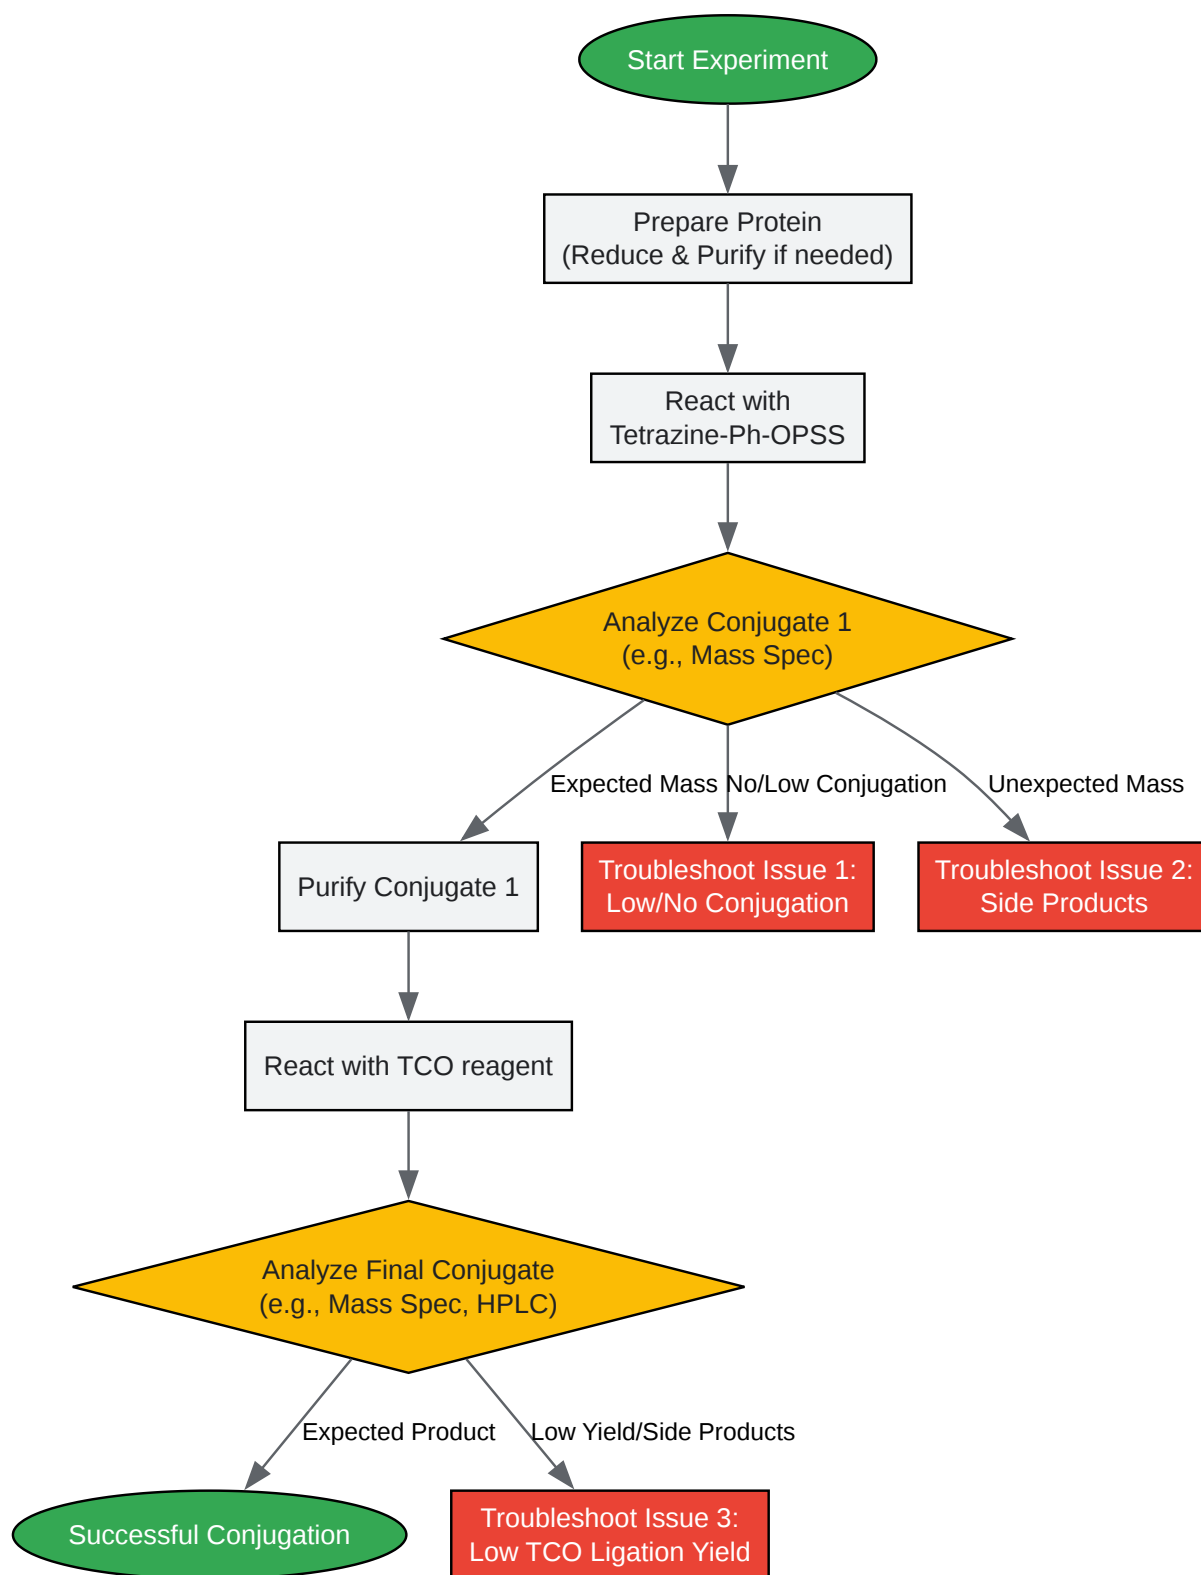 Start Experiment
Prepare Protein
(Reduce & Purify if needed)
React with
Tetrazine-Ph-OPSS
Analyze Conjugate 1
(e.g., Mass Spec)
Expected Mass
No/Low Conjugation
Unexpected Mass
Purify Conjugate 1
Troubleshoot Issue 1:
Low/No Conjugation
Troubleshoot Issue 2:
Side Products
React with TCO reagent
Analyze Final Conjugate
(e.g., Mass Spec, HPLC)
Expected Product
Low Yield/Side Products
Successful Conjugation
Troubleshoot Issue 3:
Low TCO Ligation Yield